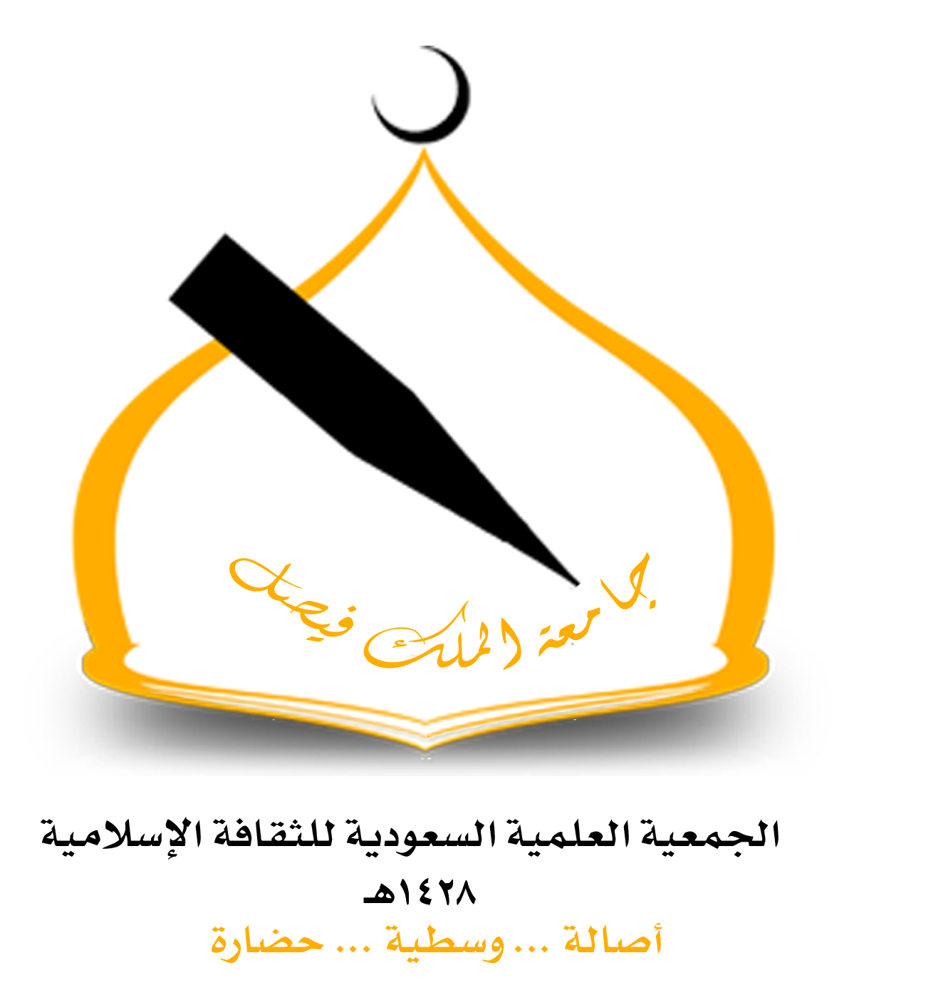 جامعة الملك فيصل
الجمعية العلمية السعودية للثقافة الإسلامية
١٤٢٨هـ
أصالة ... وسطية ... حضارة